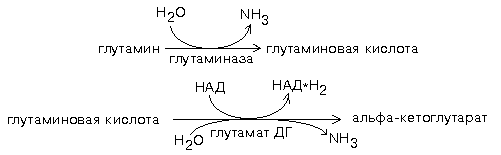 H2O NH3
глутамин глутаминовая кислота
глутаминаза
НАД НАД*H2
глутаминовая кислота альфа-кетоглутарат
H2O глутамат ДГ NH3